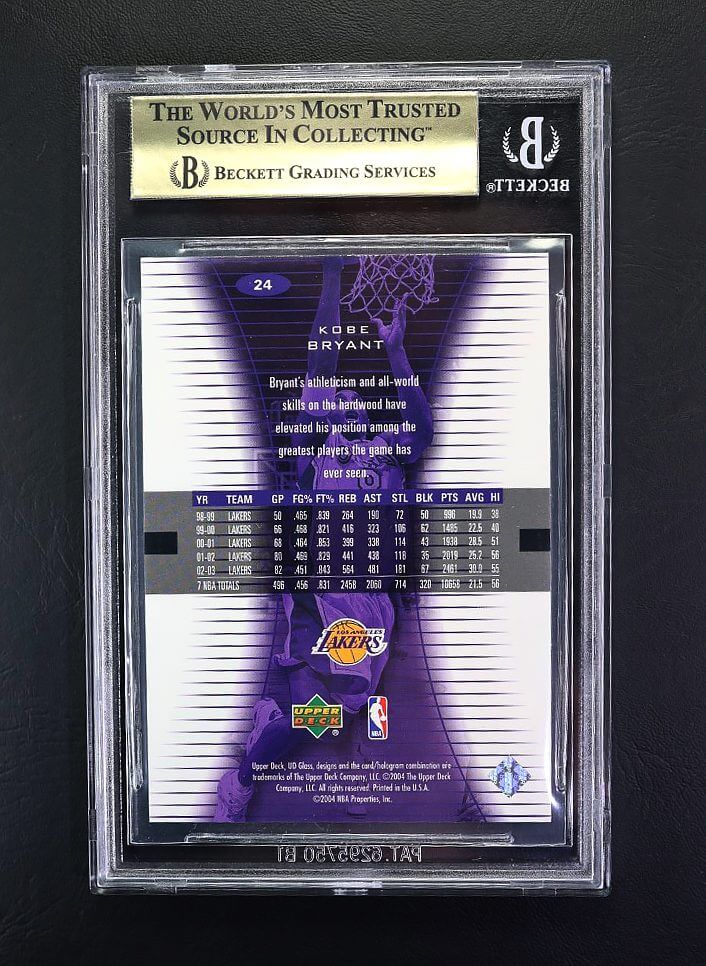 THE WORLD'S MOST TRUSTED
SOURCE IN COLLECTING™
B BECKETT GRADING SERVICES
B
BECKETT®
24
KOBE
BRYANT
Bryant's athleticism and all-world
skills on the hardwood have
elevated his position among the
greatest players the game has
ever seen.
YR TEAM GP FG% FT% REB AST STL BLK PTS AVG HI
98-99 LAKERS 50 .465 .839 264 190 72 50 996 19.9 38
99-00 LAKERS 66 .468 .821 416 323 106 62 1485 22.5 40
00-01 LAKERS 68 .464 .853 399 338 114 43 1938 28.5 51
01-02 LAKERS 80 .469 .829 441 438 118 35 2019 25.2 56
02-03 LAKERS 82 .451 .843 564 481 181 67 2461 30.0 55
7 NBA TOTALS 496 .456 .831 2458 2060 714 320 10658 21.5 56
LOS ANGELES
LAKERS
UPPER
DECK
®
NBA
Upper Deck, UD Glass, designs and the card/hologram combination are
trademarks of The Upper Deck Company, LLC. ©2004 The Upper Deck
Company, LLC. All rights reserved. Printed in the U.S.A.
©2004 NBA Properties, Inc.
PAT.6295750 B1